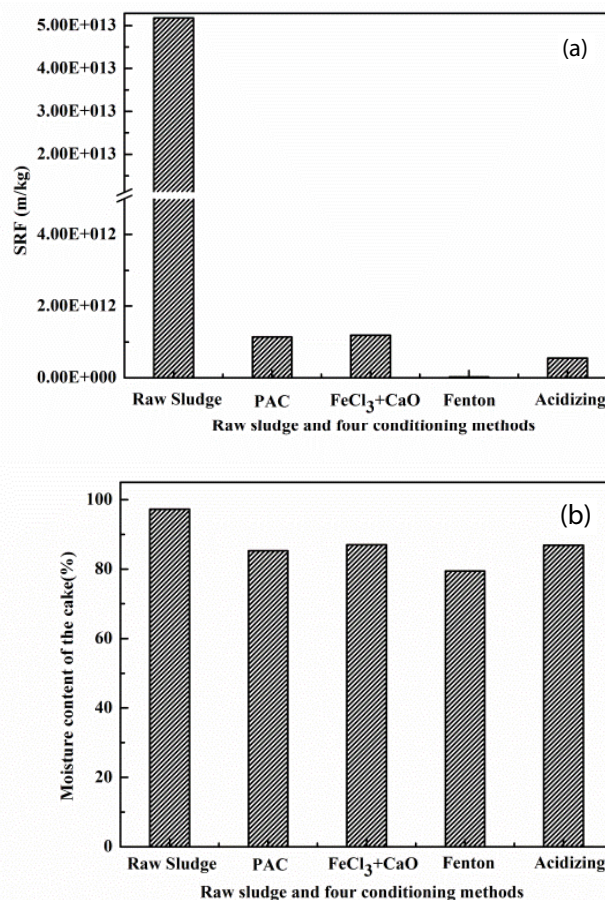 (a)
SRF (m/kg)
5.00E+013
4.00E+013
3.00E+013
2.00E+013
4.00E+012
2.00E+012
0.00E+000
Raw Sludge PAC FeCl3+CaO Fenton Acidizing
Raw sludge and four conditioning methods
(b)
Moisture content of the cake(%)
100
80
60
40
20
0
Raw Sludge PAC FeCl3+CaO Fenton Acidizing
Raw sludge and four conditioning methods